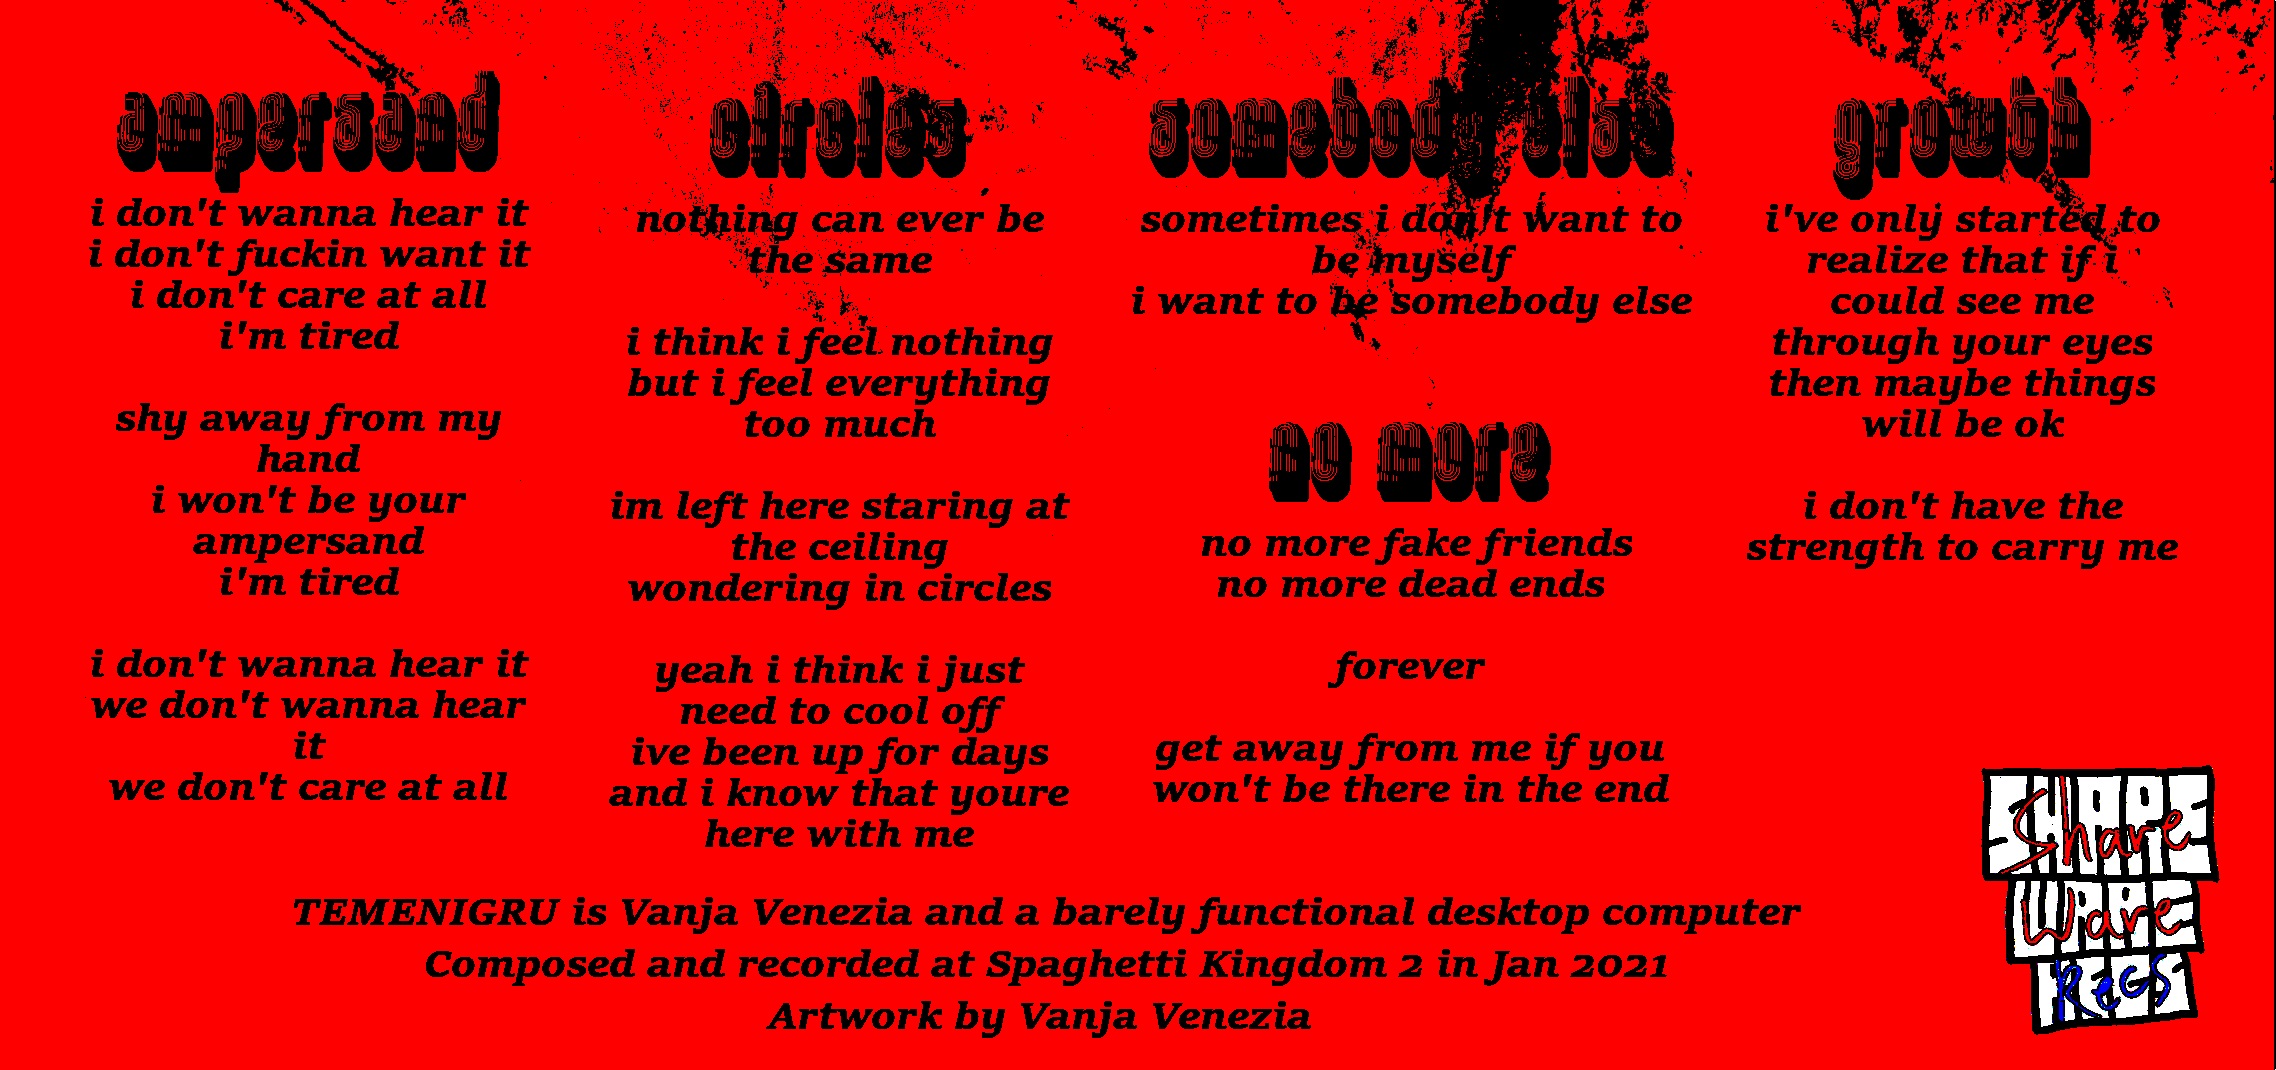 ampersand
i don't wanna hear it
i don't fuckin want it
i don't care at all
i'm tired
shy away from my
hand
i won't be your
ampersand
i'm tired
i don't wanna hear it
we don't wanna hear
it
we don't care at all
circles
nothing can ever be
the same
i think i feel nothing
but i feel everything
too much
im left here staring at
the ceiling
wondering in circles
yeah i think i just
need to cool off
ive been up for days
and i know that youre
here with me
somebody else
sometimes i don't want to
be myself
i want to be somebody else
no more
no more fake friends
no more dead ends
forever
get away from me if you
won't be there in the end
growth
i've only started to
realize that if i
could see me
through your eyes
then maybe things
will be ok
i don't have the
strength to carry me
TEMENIGRU is Vanja Venezia and a barely functional desktop computer
Composed and recorded at Spaghetti Kingdom 2 in Jan 2021
Artwork by Vanja Venezia
Share
Ware
Recs